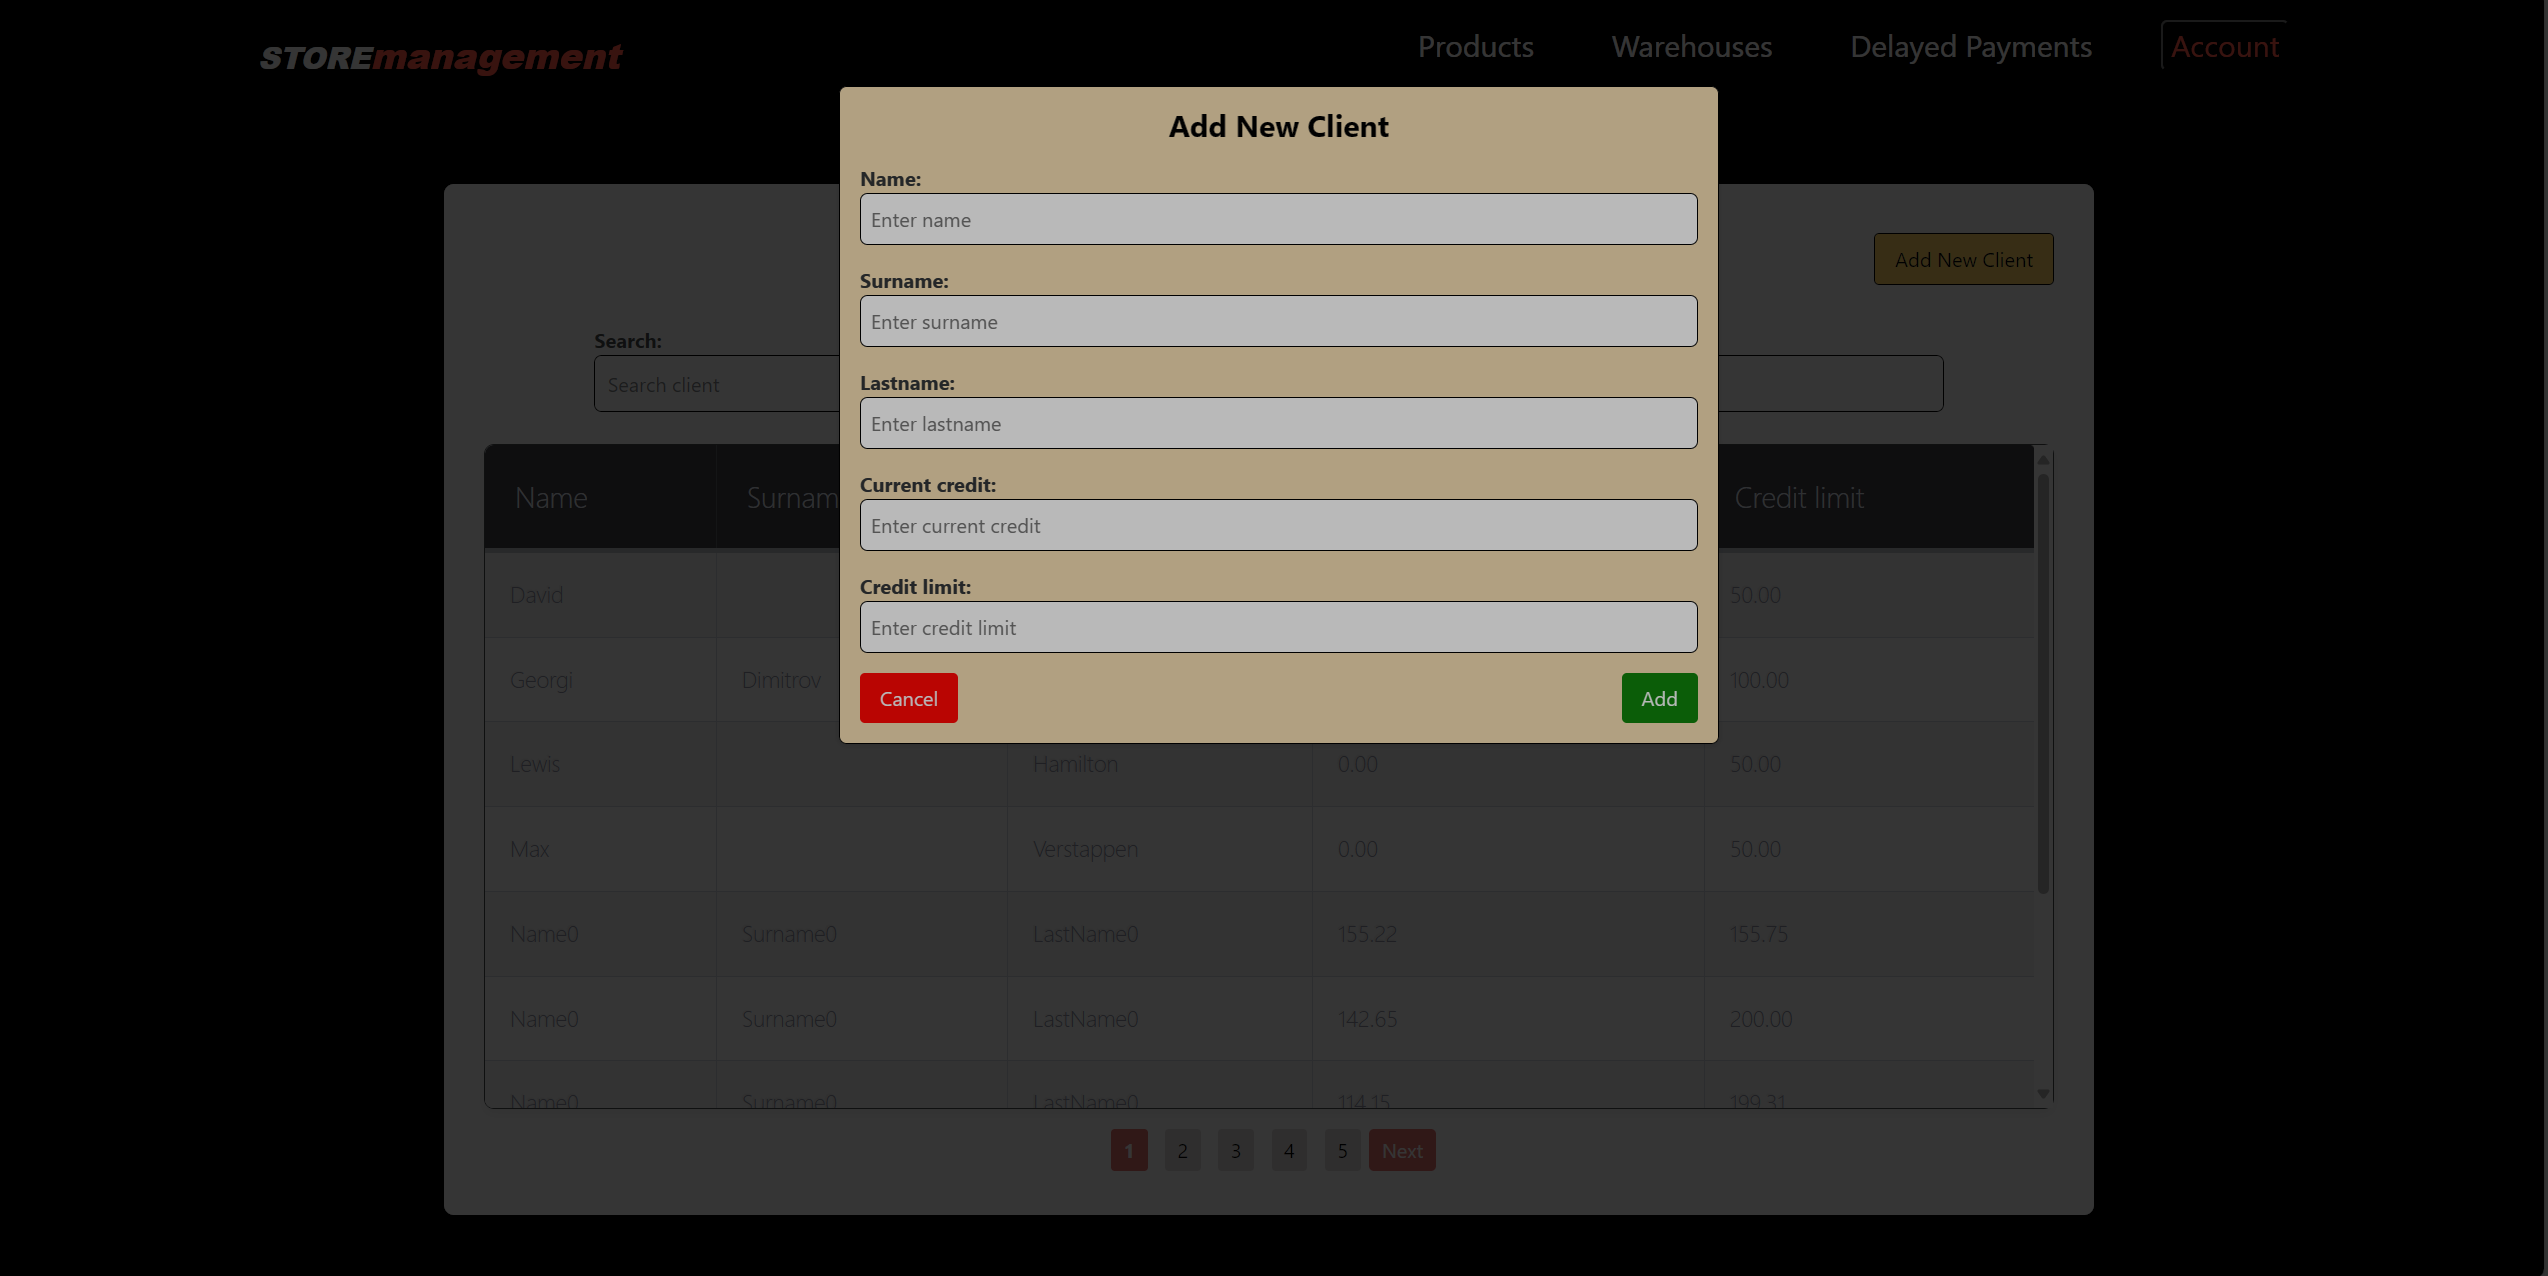 STOREmanagement
Products Warehouses Delayed Payments Account
Add New Client
Name:
Enter name
Surname:
Enter surname
Lastname:
Enter lastname
Current credit:
Enter current credit
Credit limit:
Enter credit limit
Cancel Add
Add New Client
Search:
Search client
Name Surnam Credit limit
David 50.00
Georgi Dimitrov 100.00
Lewis Hamilton 0.00 50.00
Max Verstappen 0.00 50.00
Name0 Surname0 LastName0 155.22 155.75
Name0 Surname0 LastName0 142.65 200.00
Name0 Surname0 LastName0 114.15 199.31
1 2 3 4 5 Next